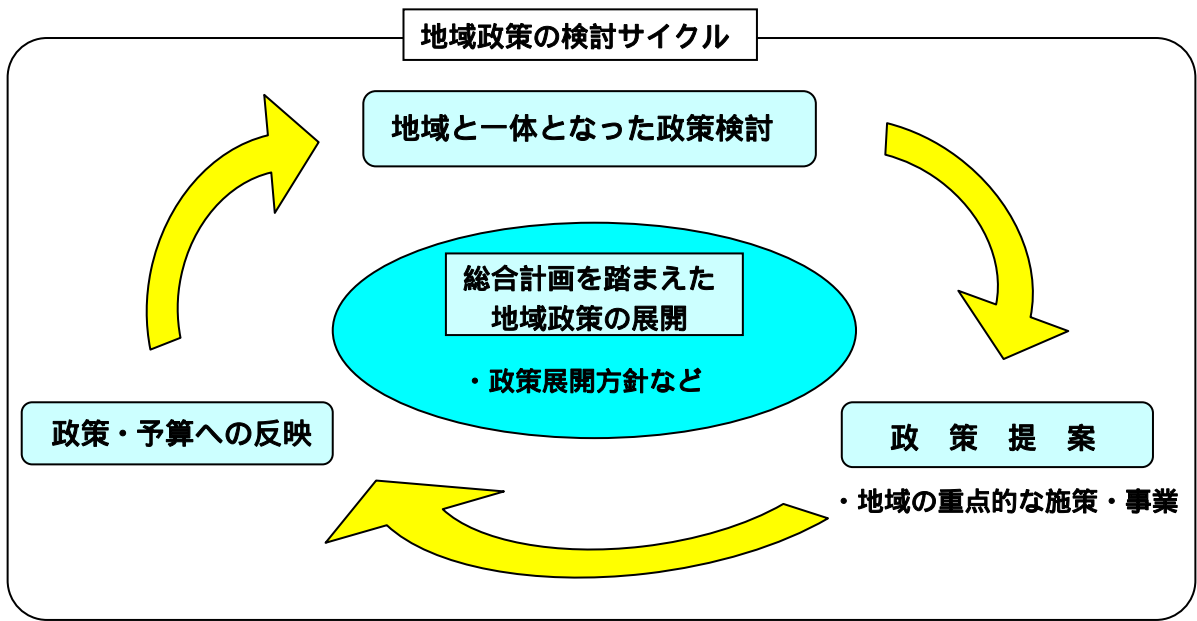 地域政策の検討サイクル
地域と一体となった政策検討
総合計画を踏まえた
地域政策の展開
・政策展開方針など
政策・予算への反映
政　策　提　案
・地域の重点的な施策・事業